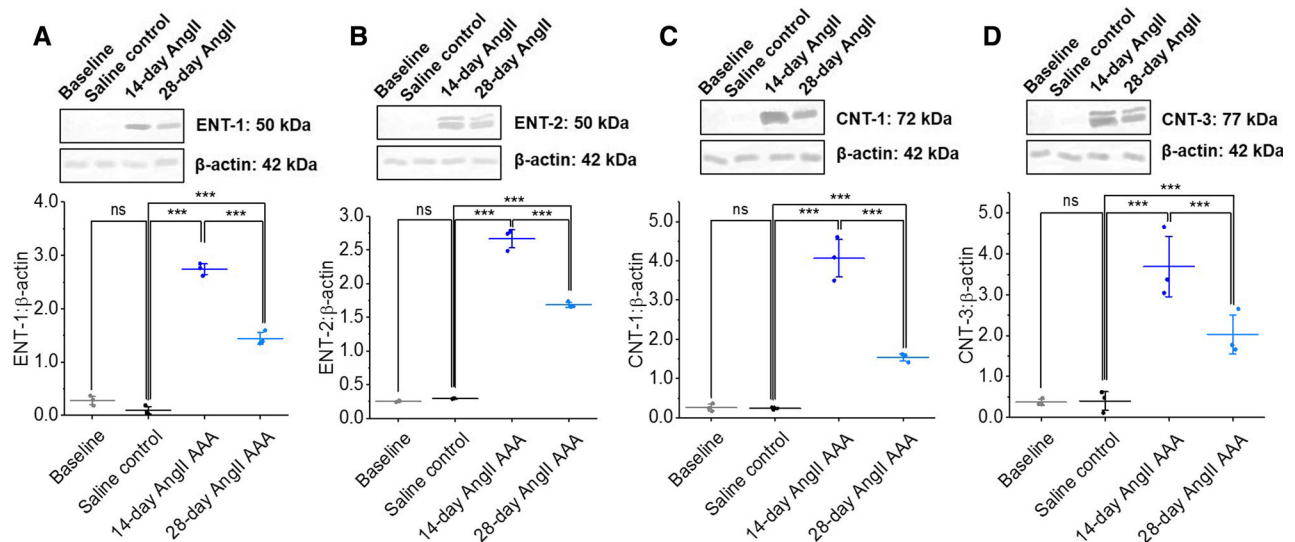 A
Baseline
Saline control
14-day AngII
28-day AngII
ENT-1: 50 kDa
β-actin: 42 kDa
ENT-1:β-actin
4.0
3.0
2.0
1.0
0.0
ns
***
***
***
Baseline
Saline control
14-day AngII AAA
28-day AngII AAA
B
Baseline
Saline control
14-day AngII
28-day AngII
ENT-2: 50 kDa
β-actin: 42 kDa
ENT-2:β-actin
3.0
2.5
2.0
1.5
1.0
0.5
0.0
ns
***
***
***
Baseline
Saline control
14-day AngII AAA
28-day AngII AAA
C
Baseline
Saline control
14-day AngII
28-day AngII
CNT-1: 72 kDa
β-actin: 42 kDa
CNT-1:β-actin
5.0
4.0
3.0
2.0
1.0
0.0
ns
***
***
***
Baseline
Saline control
14-day AngII AAA
28-day AngII AAA
D
Baseline
Saline control
14-day AngII
28-day AngII
CNT-3: 77 kDa
β-actin: 42 kDa
CNT-3:β-actin
5.0
4.0
3.0
2.0
1.0
0.0
ns
***
***
***
Baseline
Saline control
14-day AngII AAA
28-day AngII AAA